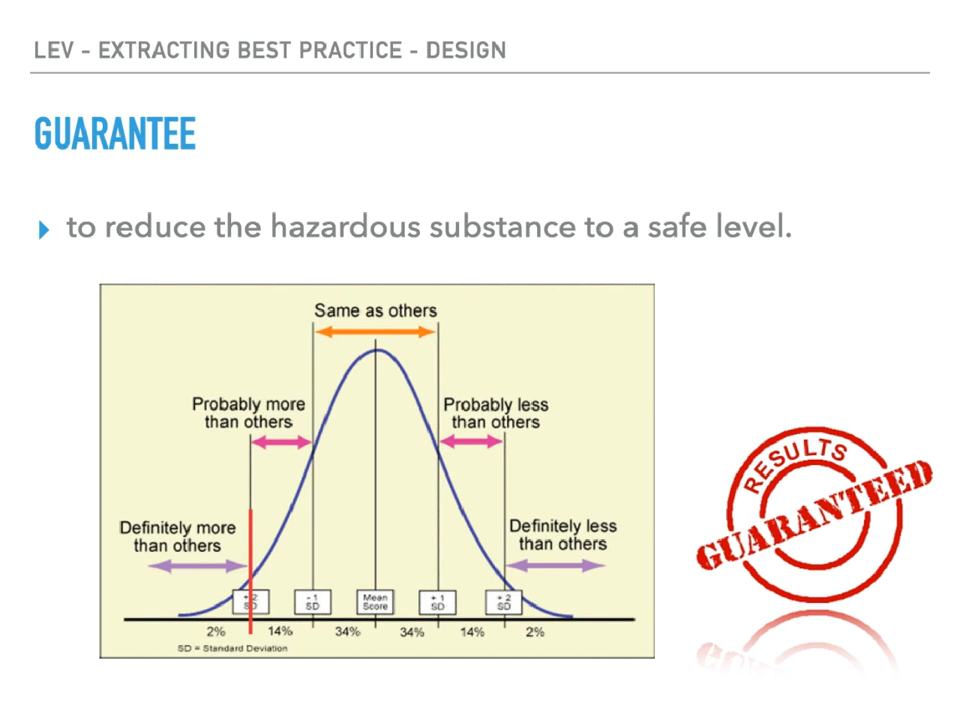 LEV - EXTRACTING BEST PRACTICE - DESIGN
GUARANTEE
to reduce the hazardous substance to a safe level.
Same as others
Probably more
than others
Probably less
than others
Definitely more
than others
Definitely less
than others
+ 2
SD
- 1
SD
Mean
Score
+ 1
SD
+ 2
SD
2%
14%
34%
34%
14%
2%
SD = Standard Deviation
RESULTS
GUARANTEED